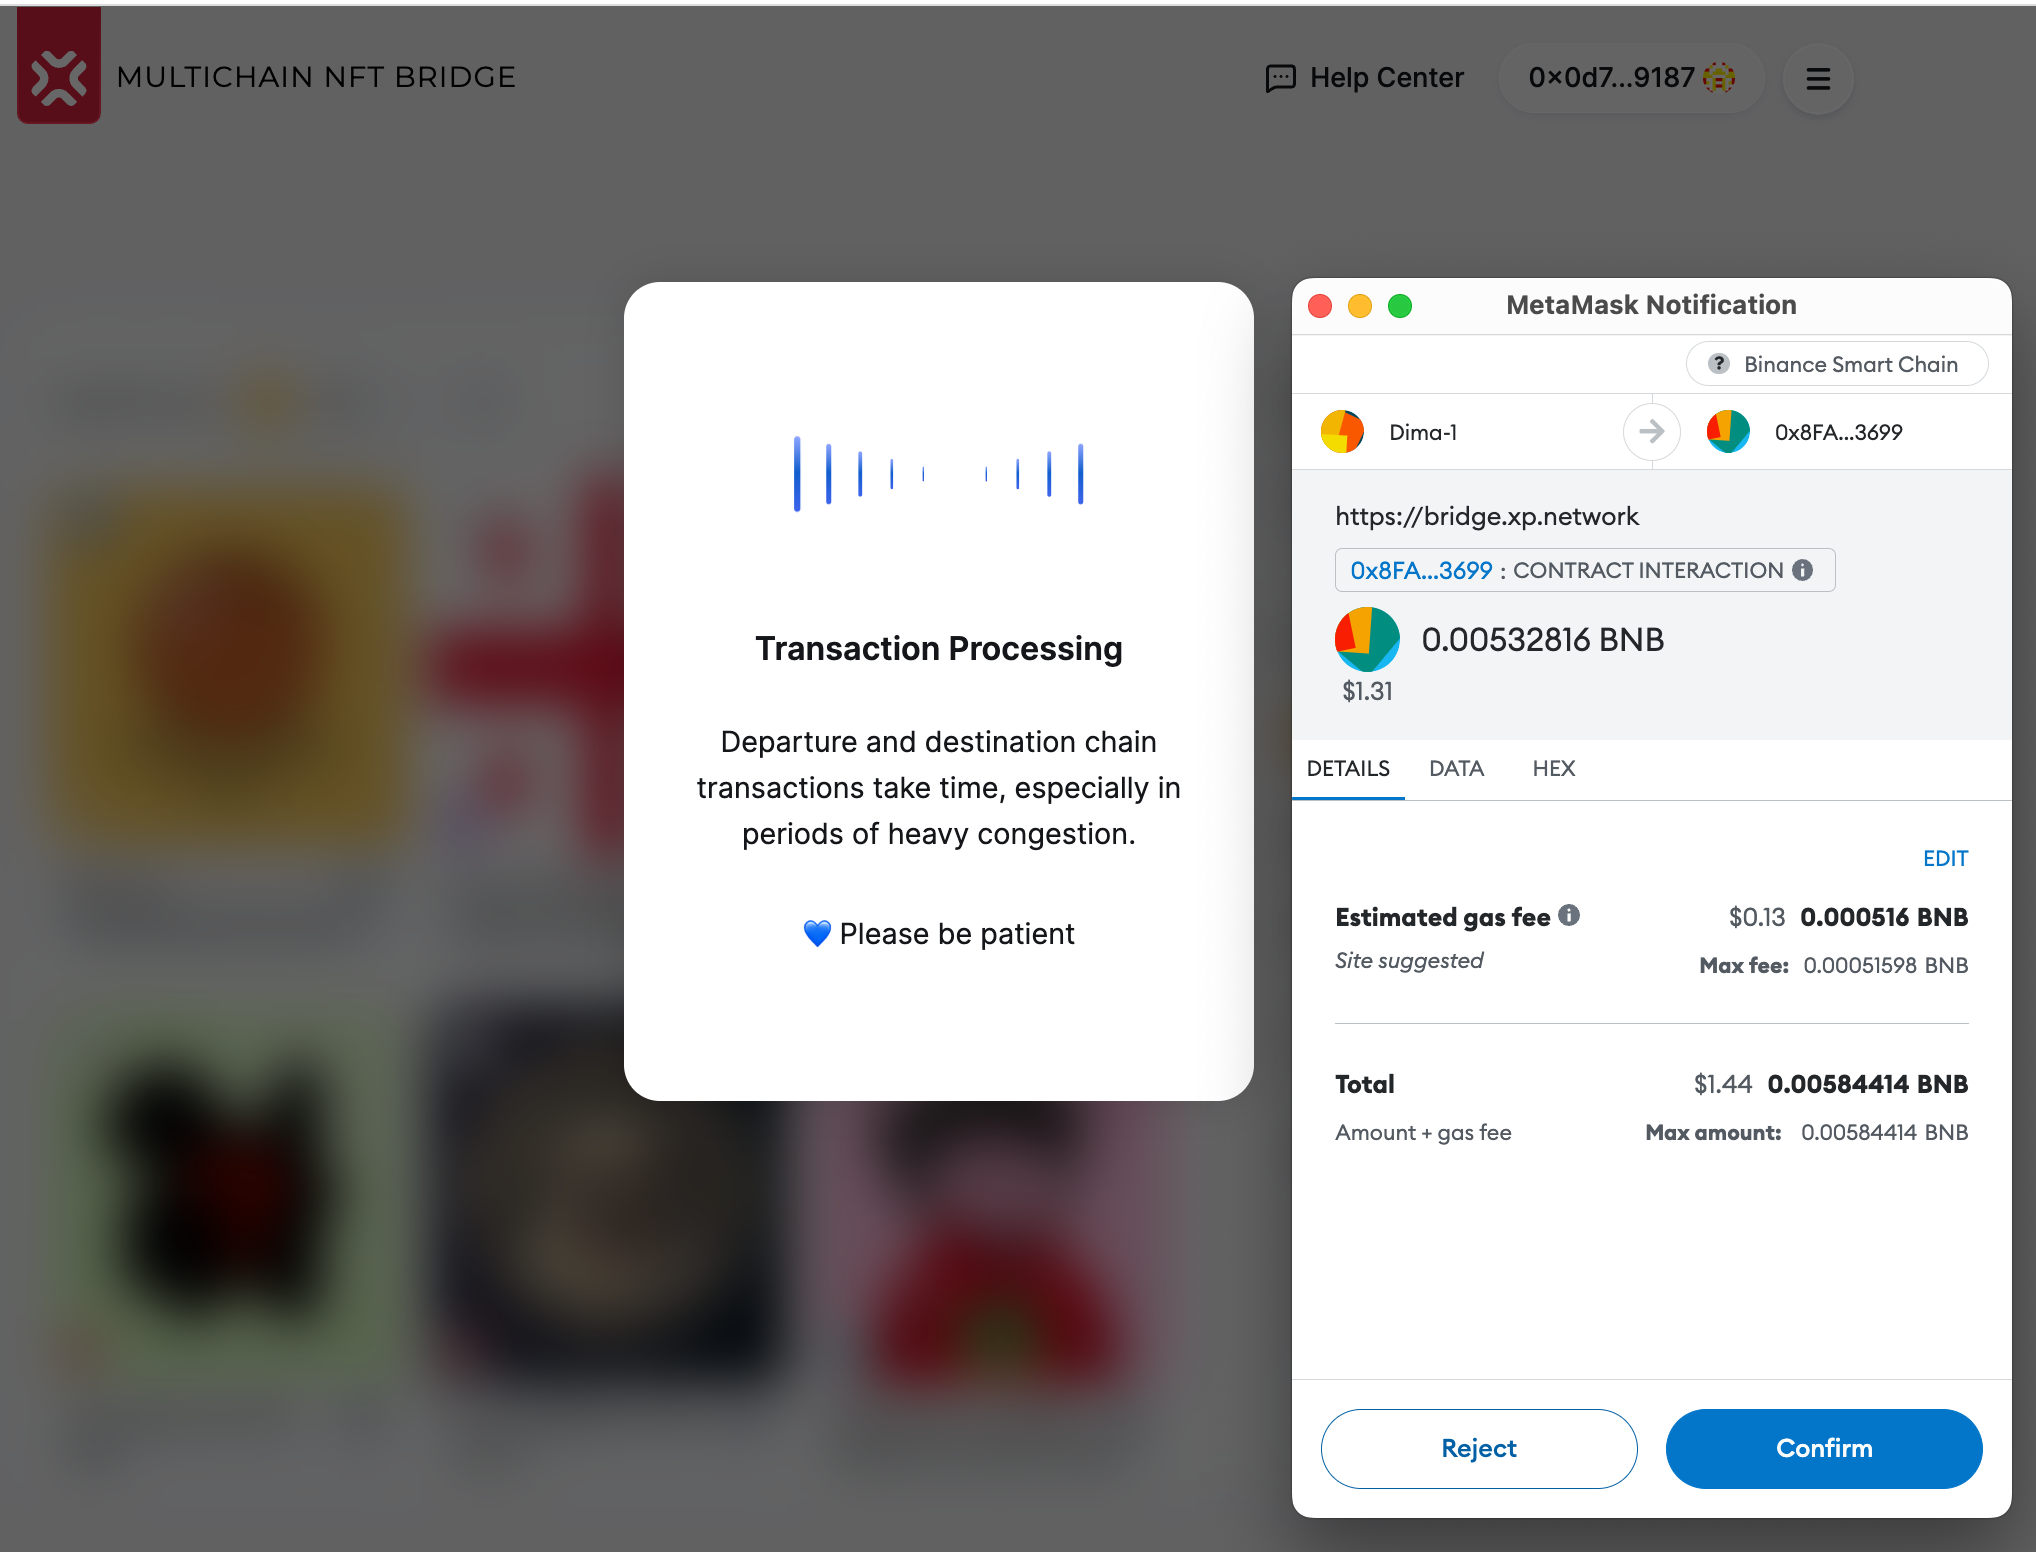 MULTICHAIN NFT BRIDGE
Help Center
0x0d7...9187
Transaction Processing
Departure and destination chain
transactions take time, especially in
periods of heavy congestion.
💙 Please be patient
MetaMask Notification
? Binance Smart Chain
Dima-1
0x8FA...3699
https://bridge.xp.network
0x8FA...3699 : CONTRACT INTERACTION
0.00532816 BNB
$1.31
DETAILS DATA HEX
EDIT
Estimated gas fee $0.13 0.000516 BNB
Site suggested Max fee: 0.00051598 BNB
Total $1.44 0.00584414 BNB
Amount + gas fee Max amount: 0.00584414 BNB
Reject Confirm